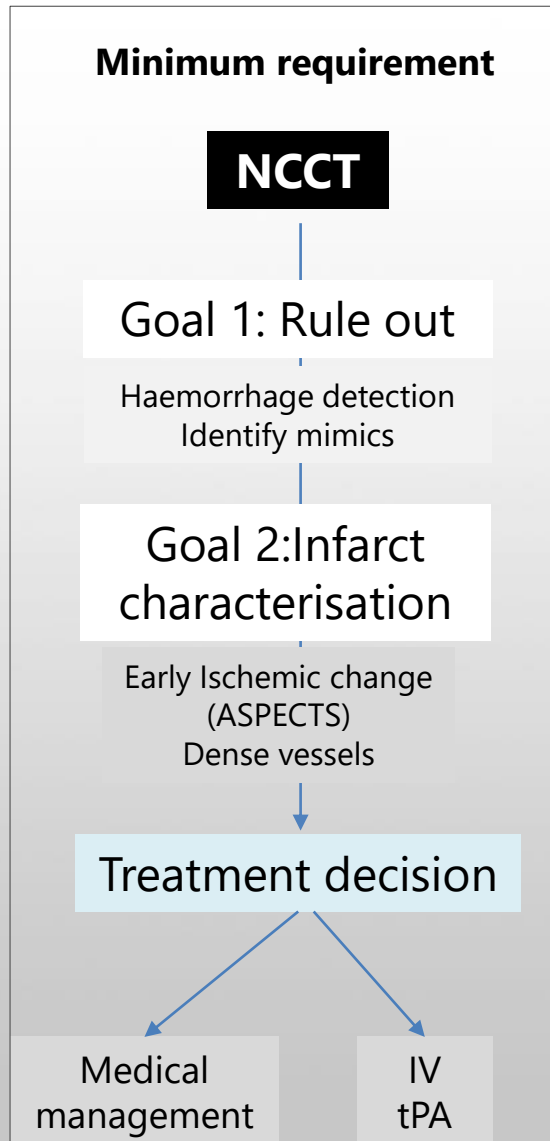 Minimum requirement
NCCT
Goal 1: Rule out
Haemorrhage detection
Identify mimics
Goal 2:Infarct
characterisation
Early Ischemic change
(ASPECTS)
Dense vessels
Treatment decision
Medical
management
IV
tPA